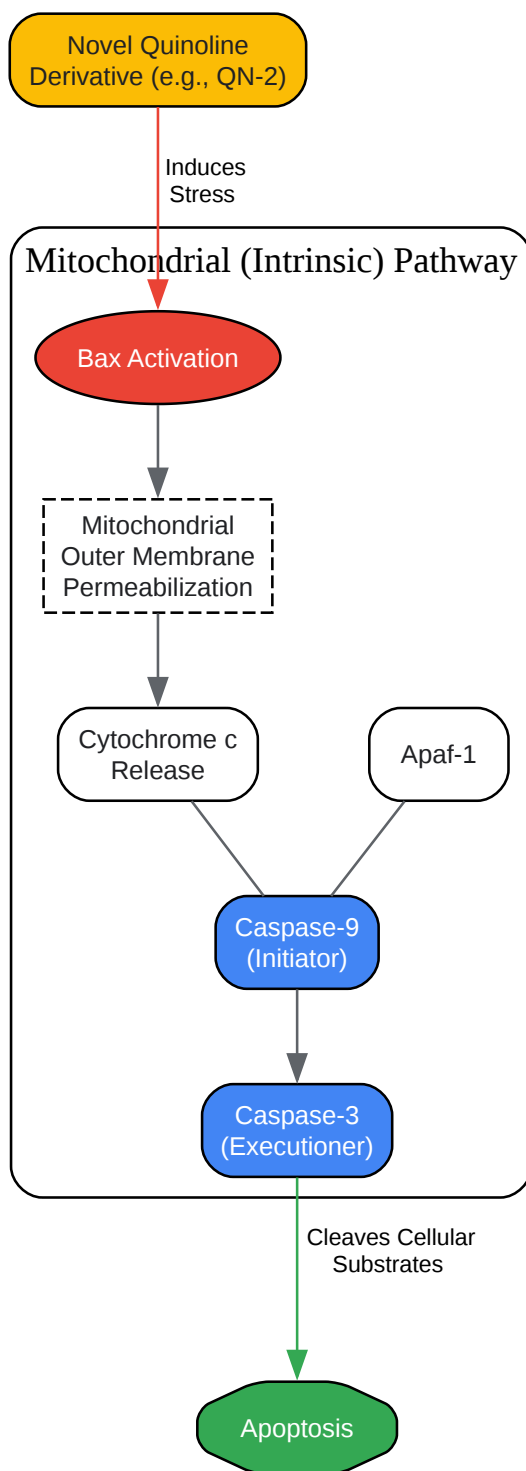 Novel Quinoline
Derivative (e.g., QN-2)
Induces
Stress
Mitochondrial (Intrinsic) Pathway
Bax Activation
Mitochondrial
Outer Membrane
Permeabilization
Cytochrome c
Release
Apaf-1
Caspase-9
(Initiator)
Caspase-3
(Executioner)
Cleaves Cellular
Substrates
Apoptosis